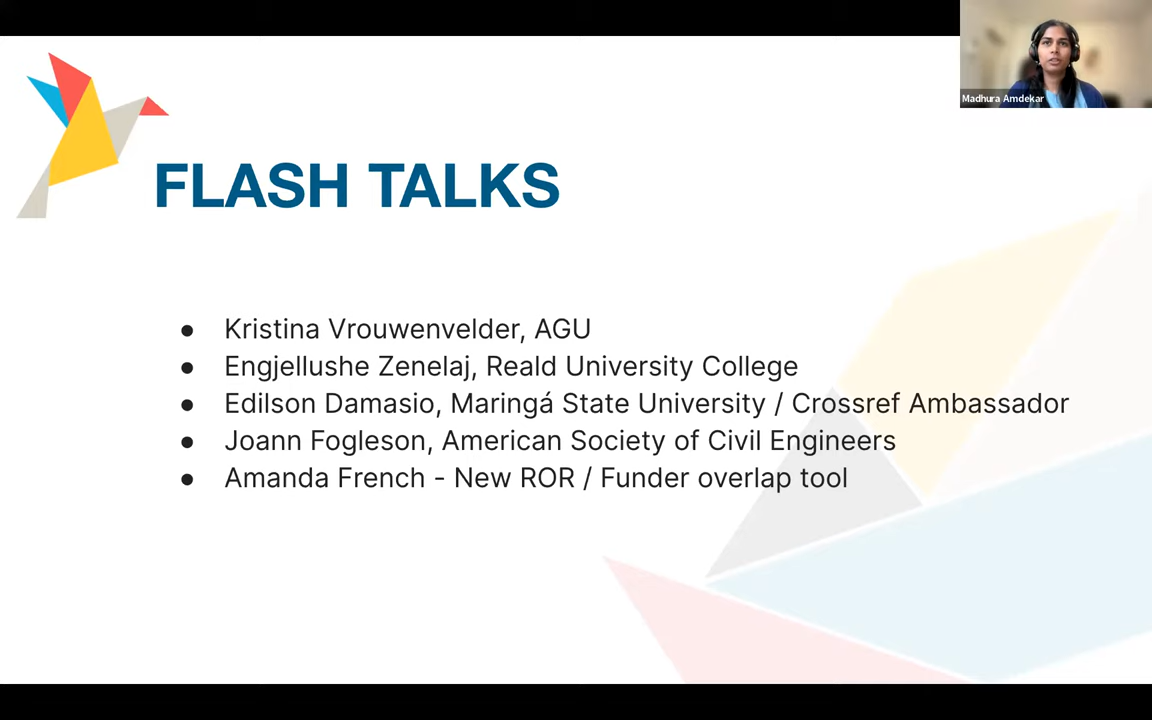 Madhura Amdekar
FLASH TALKS
● Kristina Vrouwenvelder, AGU
● Engjellushe Zenelaj, Reald University College
● Edilson Damasio, Maringá State University / Crossref Ambassador
● Joann Fogleson, American Society of Civil Engineers
● Amanda French - New ROR / Funder overlap tool